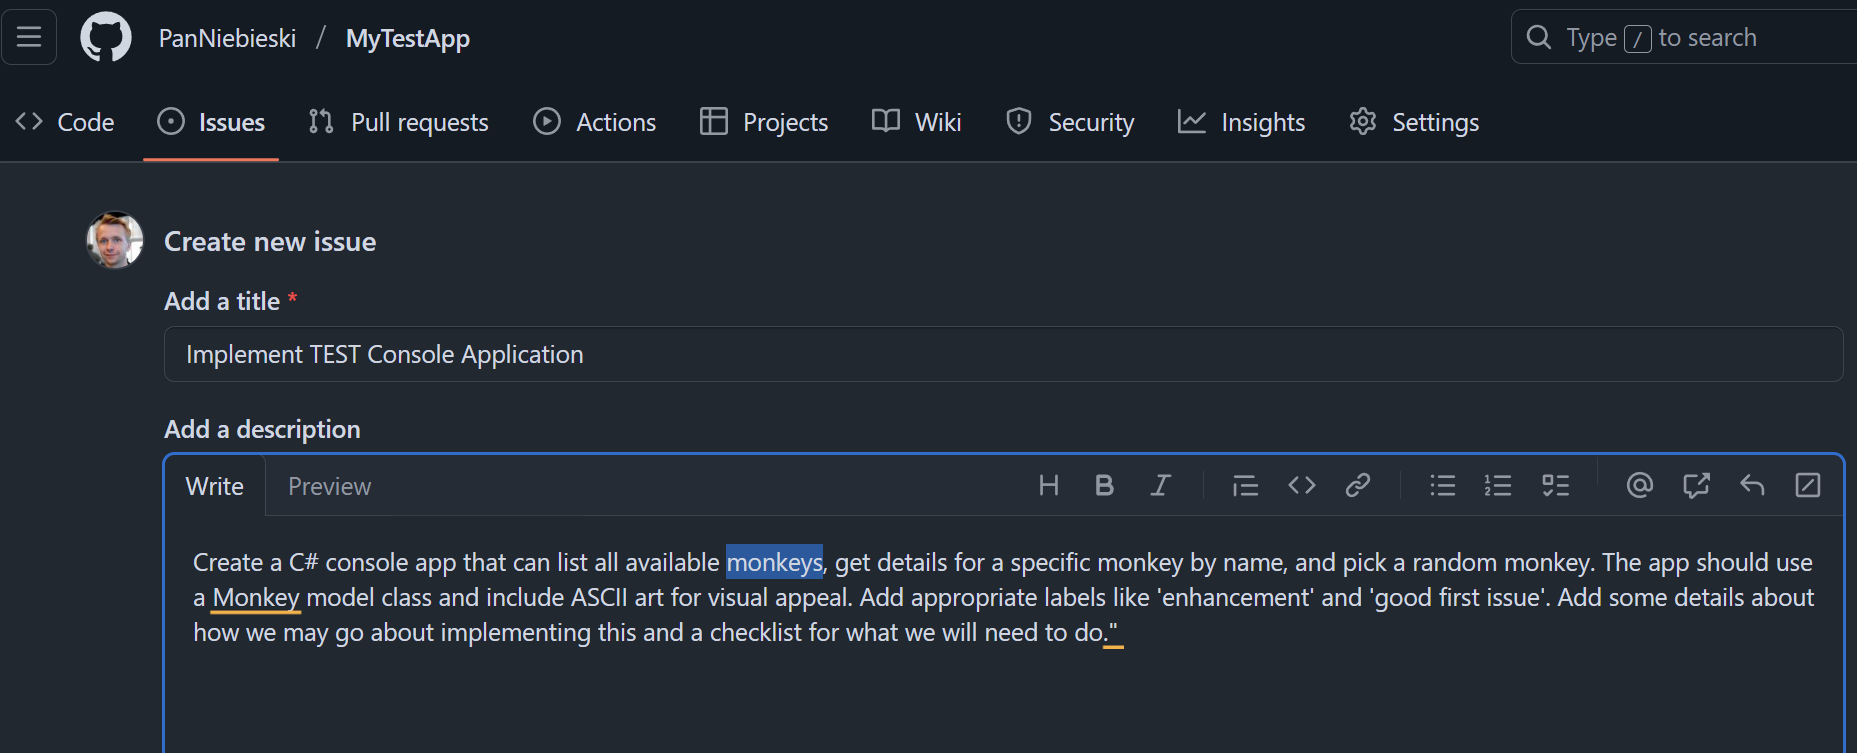 PanNiebieski / MyTestApp
Type / to search
Code Issues Pull requests Actions Projects Wiki Security Insights Settings
Create new issue
Add a title *
Implement TEST Console Application
Add a description
Write Preview
Create a C# console app that can list all available monkeys, get details for a specific monkey by name, and pick a random monkey. The app should use
a Monkey model class and include ASCII art for visual appeal. Add appropriate labels like 'enhancement' and 'good first issue'. Add some details about
how we may go about implementing this and a checklist for what we will need to do."